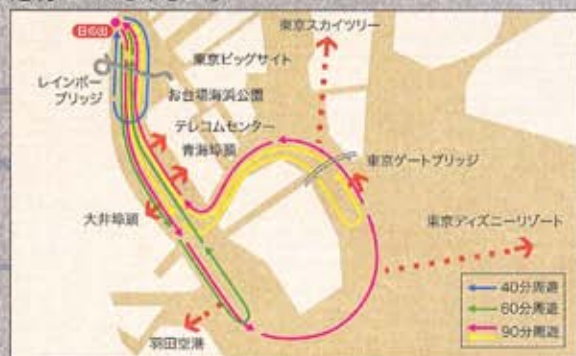 東京スカイツリー
日の出
東京ビッグサイト
レインボー
ブリッジ
お台場海浜公園
テレコムセンター
青海埠頭
東京ゲートブリッジ
大井埠頭
東京ディズニーリゾート
羽田空港
40分周遊
60分周遊
90分周遊